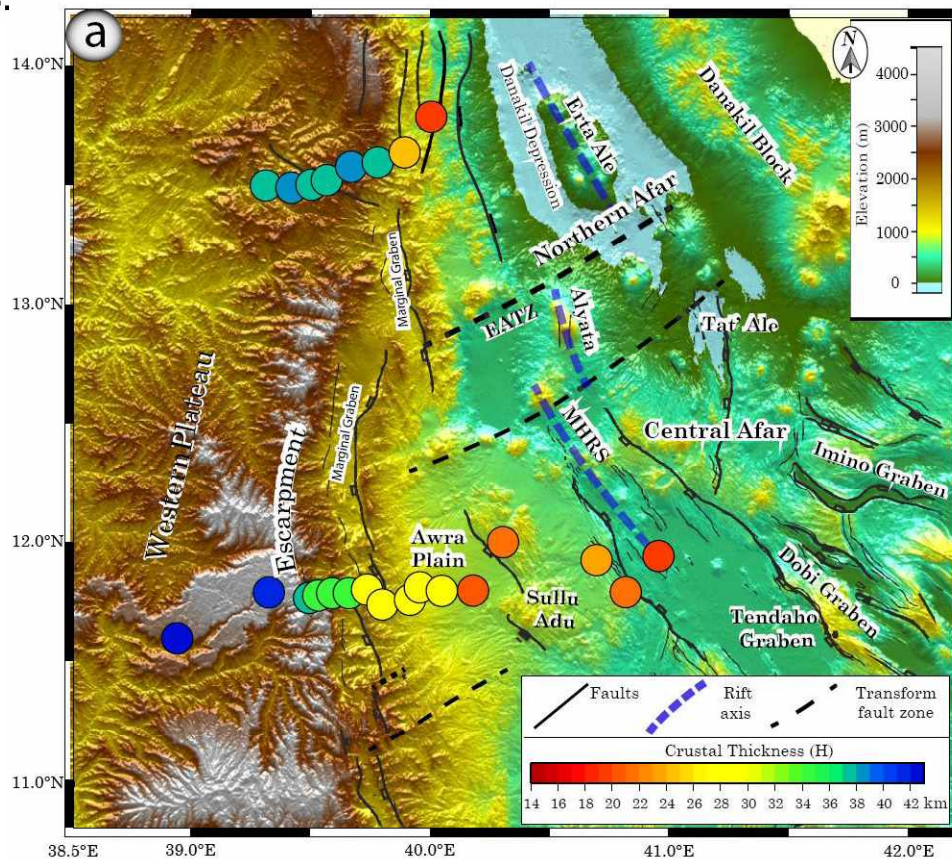 a
14.0°N
13.0°N
12.0°N
11.0°N
38.5°E
39.0°E
40.0°E
41.0°E
42.0°E
N
4000
3000
2000
1000
0
Elevation (m)
Danakil Depression
Erta Ale
Danakil Block
Northern Afar
Marginal Graben
EATZ
Alyata
Tat' Ale
Western Plateau
Escarpment
Marginal Graben
MHRS
Central Afar
Imino Graben
Awra
Plain
Sullu
Adu
Dobi Graben
Tendaho
Graben
Faults
Rift
axis
Transform
fault zone
Crustal Thickness (H)
14 16 18 20 22 24 26 28 30 32 34 36 38 40 42 km